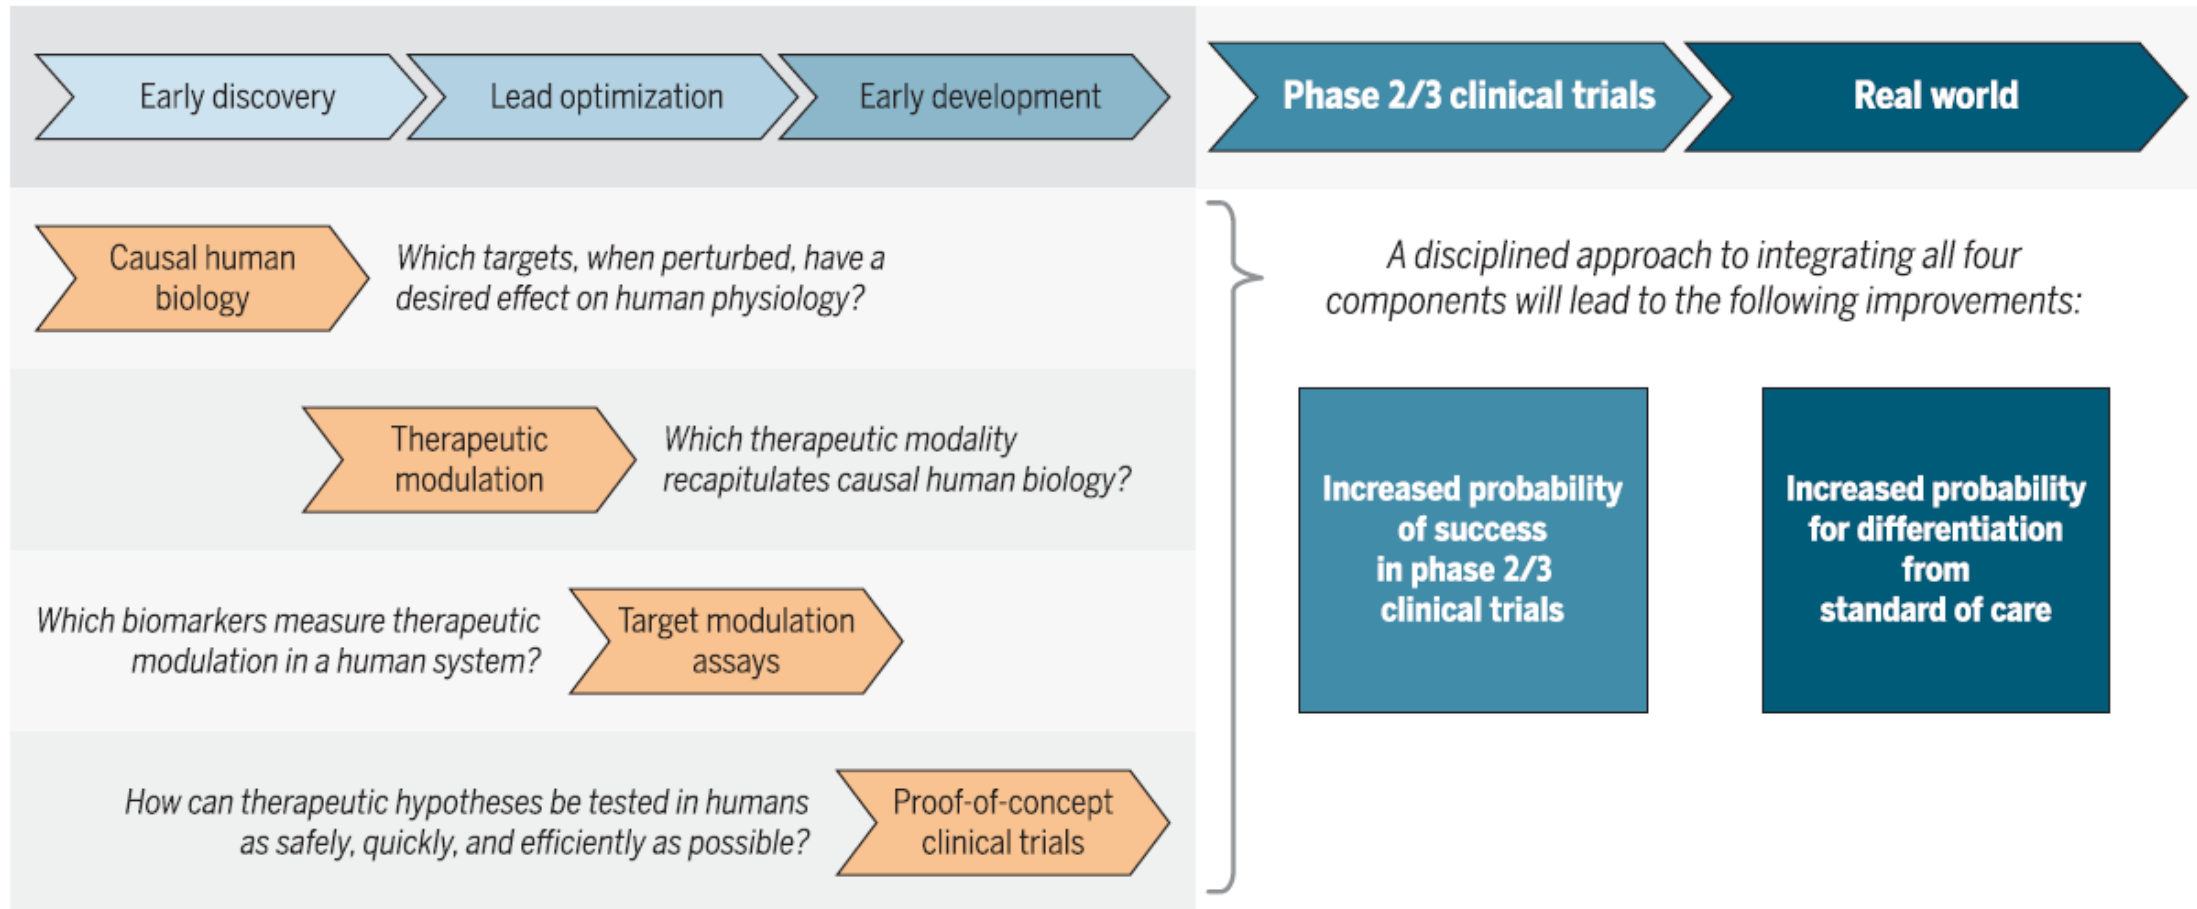 Early discovery
Lead optimization
Early development
Phase 2/3 clinical trials
Real world
Causal human
biology
Which targets, when perturbed, have a
desired effect on human physiology?
Therapeutic
modulation
Which therapeutic modality
recapitulates causal human biology?
Which biomarkers measure therapeutic
modulation in a human system?
Target modulation
assays
How can therapeutic hypotheses be tested in humans
as safely, quickly, and efficiently as possible?
Proof-of-concept
clinical trials
A disciplined approach to integrating all four
components will lead to the following improvements:
Increased probability
of success
in phase 2/3
clinical trials
Increased probability
for differentiation
from
standard of care